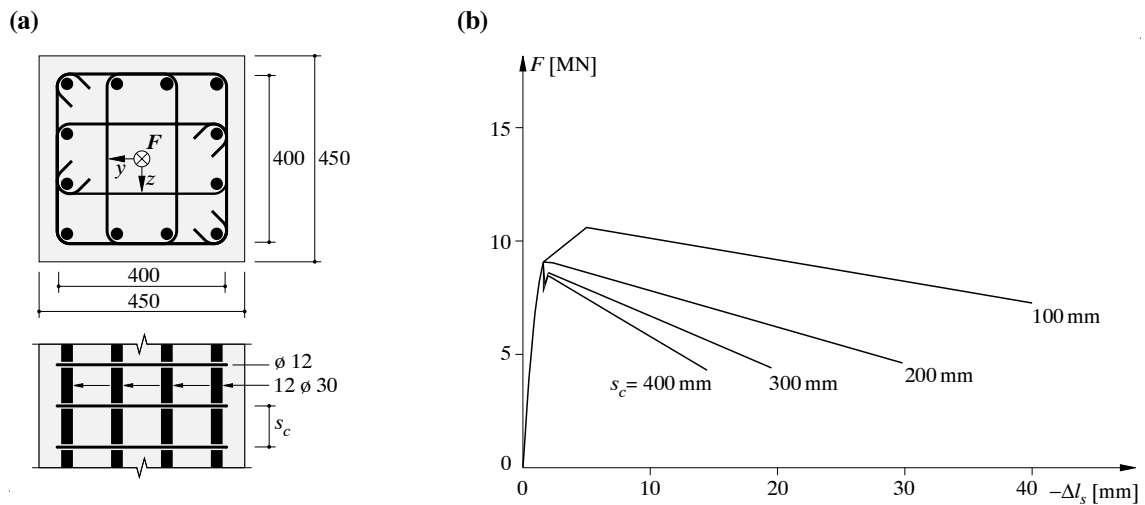 (a)
(b)
F
y
z
400
450
400
450
ø 12
12 ø 30
s_c
F [MN]
15
10
5
0
0
10
20
30
40
−Δl_s [mm]
100 mm
200 mm
300 mm
s_c = 400 mm